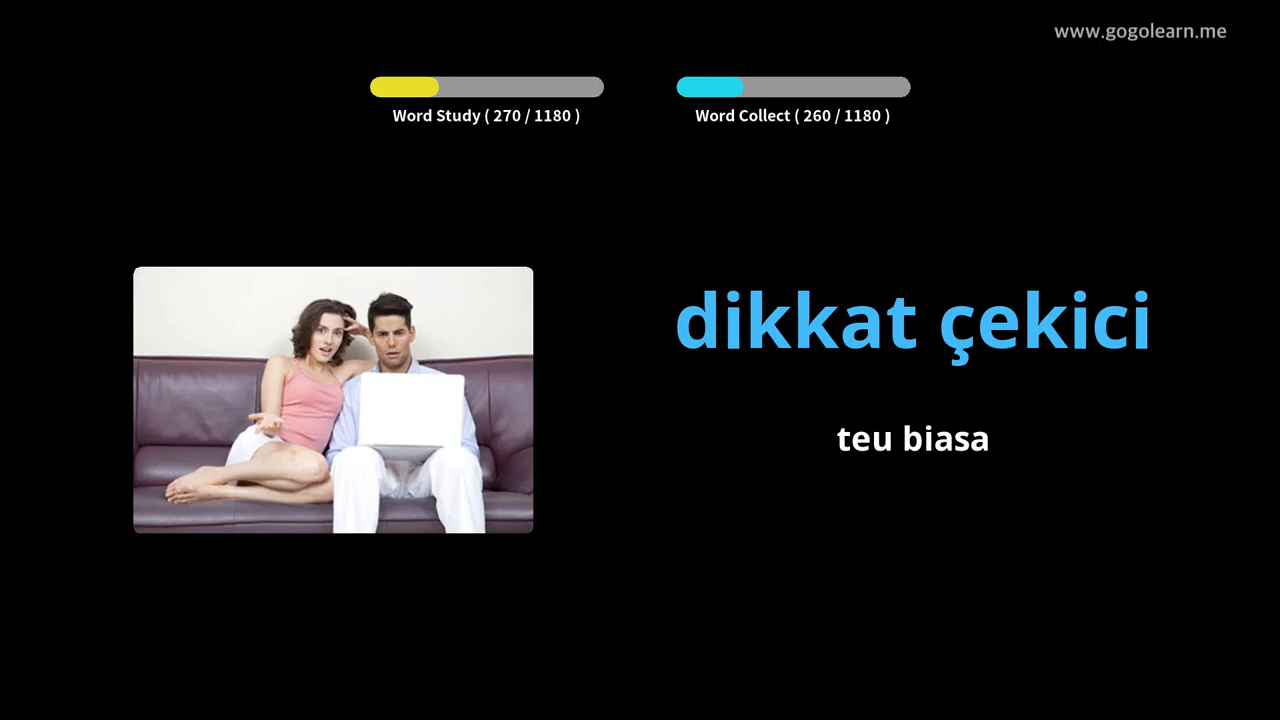 www.gogolearn.me
Word Study ( 270 / 1180 )
Word Collect ( 260 / 1180 )
dikkat çekici
teu biasa